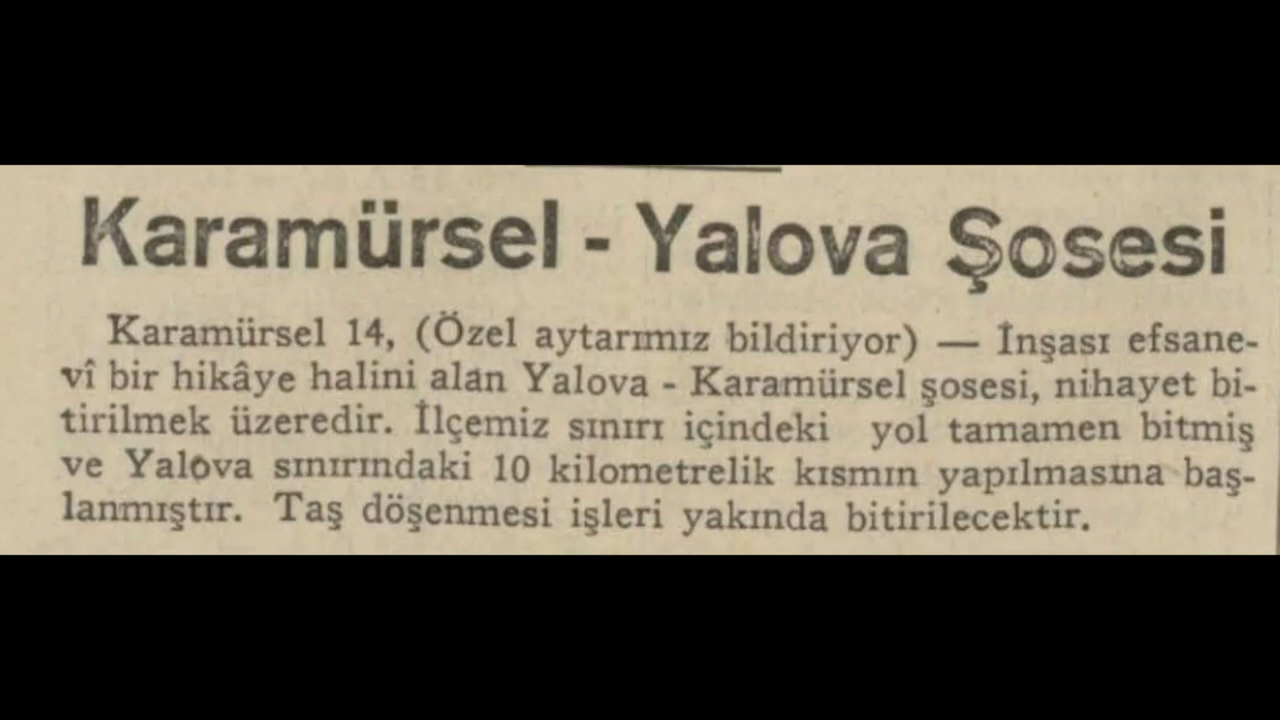 Karamürsel - Yalova Şosesi
Karamürsel 14, (Özel aytarımız bildiriyor) — İnşası efsane-
vî bir hikâye halini alan Yalova - Karamürsel şosesi, nihayet bi-
tirilmek üzeredir. İlçemiz sınırı içindeki yol tamamen bitmiş
ve Yalova sınırındaki 10 kilometrelik kısmın yapılmasına baş-
lanmıştır. Taş döşenmesi işleri yakında bitirilecektir.